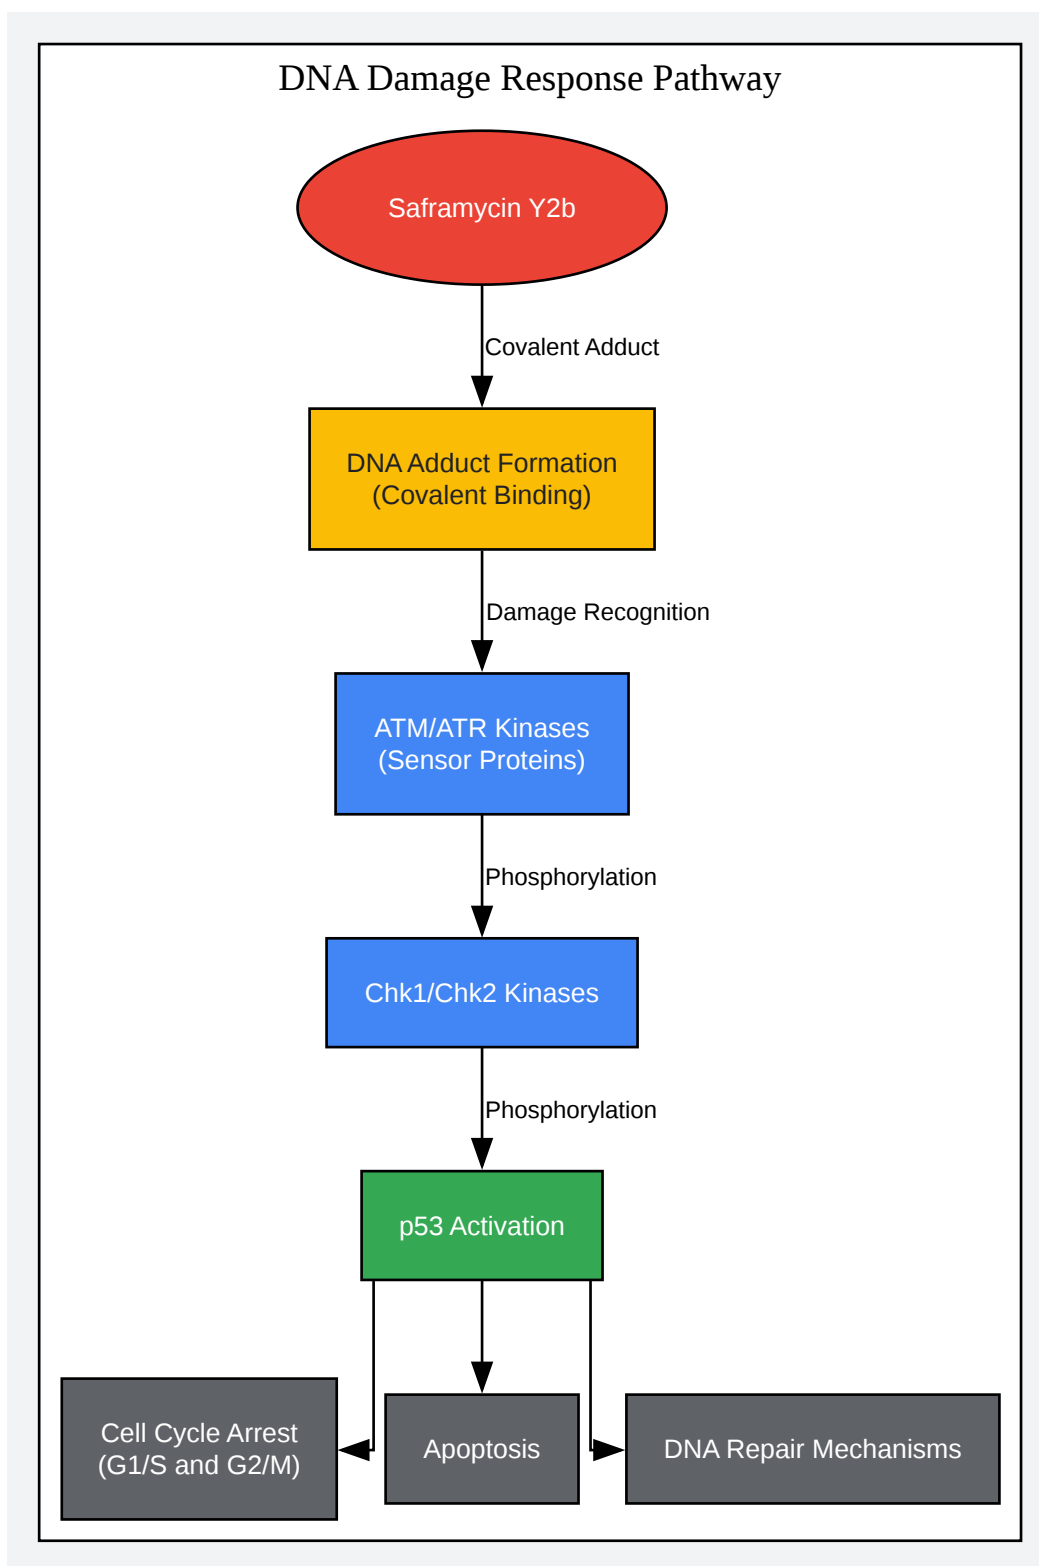 DNA Damage Response Pathway
Saframycin Y2b
Covalent Adduct
DNA Adduct Formation
(Covalent Binding)
Damage Recognition
ATM/ATR Kinases
(Sensor Proteins)
Phosphorylation
Chk1/Chk2 Kinases
Phosphorylation
p53 Activation
Cell Cycle Arrest
(G1/S and G2/M)
Apoptosis
DNA Repair Mechanisms